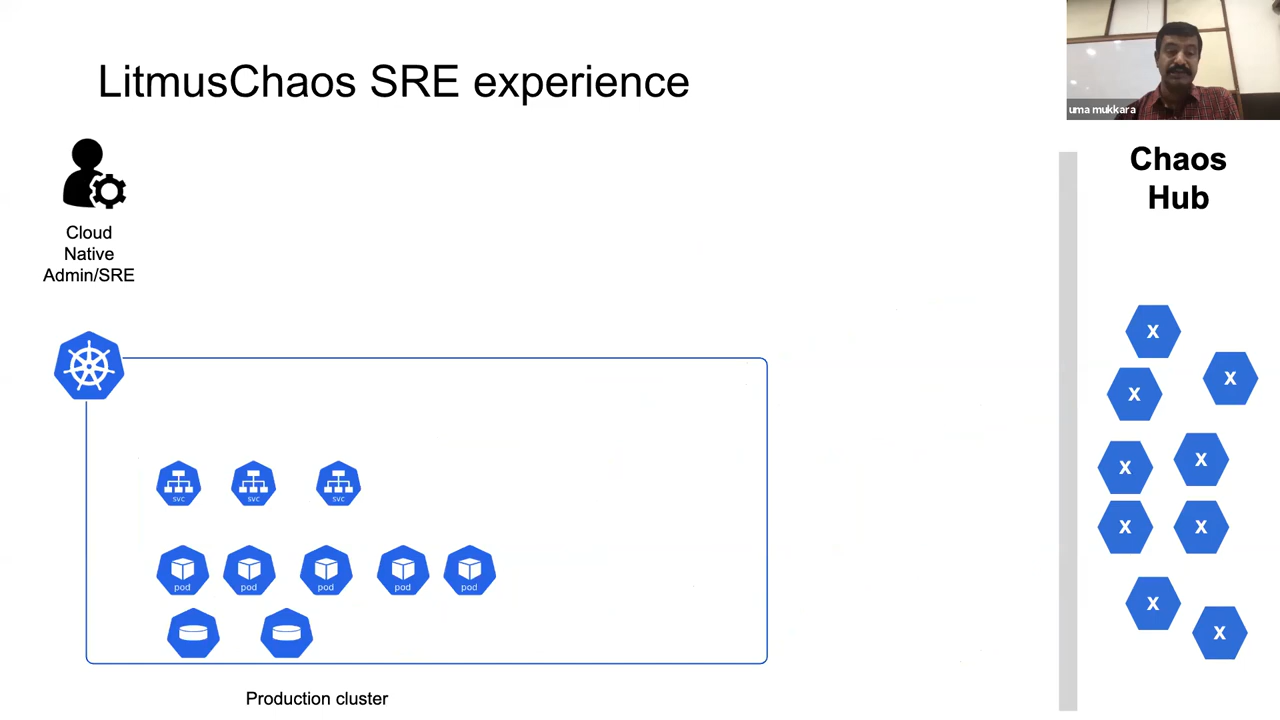 LitmusChaos SRE experience
uma mukkara
Chaos
Hub
Cloud
Native
Admin/SRE
X
X
X
X
X
X
X
X
X
svc
svc
svc
pod
pod
pod
pod
pod
Production cluster